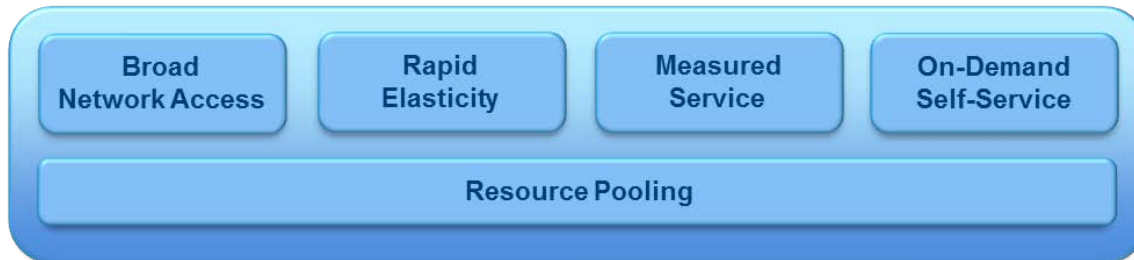 Broad
Network Access
Rapid
Elasticity
Measured
Service
On-Demand
Self-Service
Resource Pooling